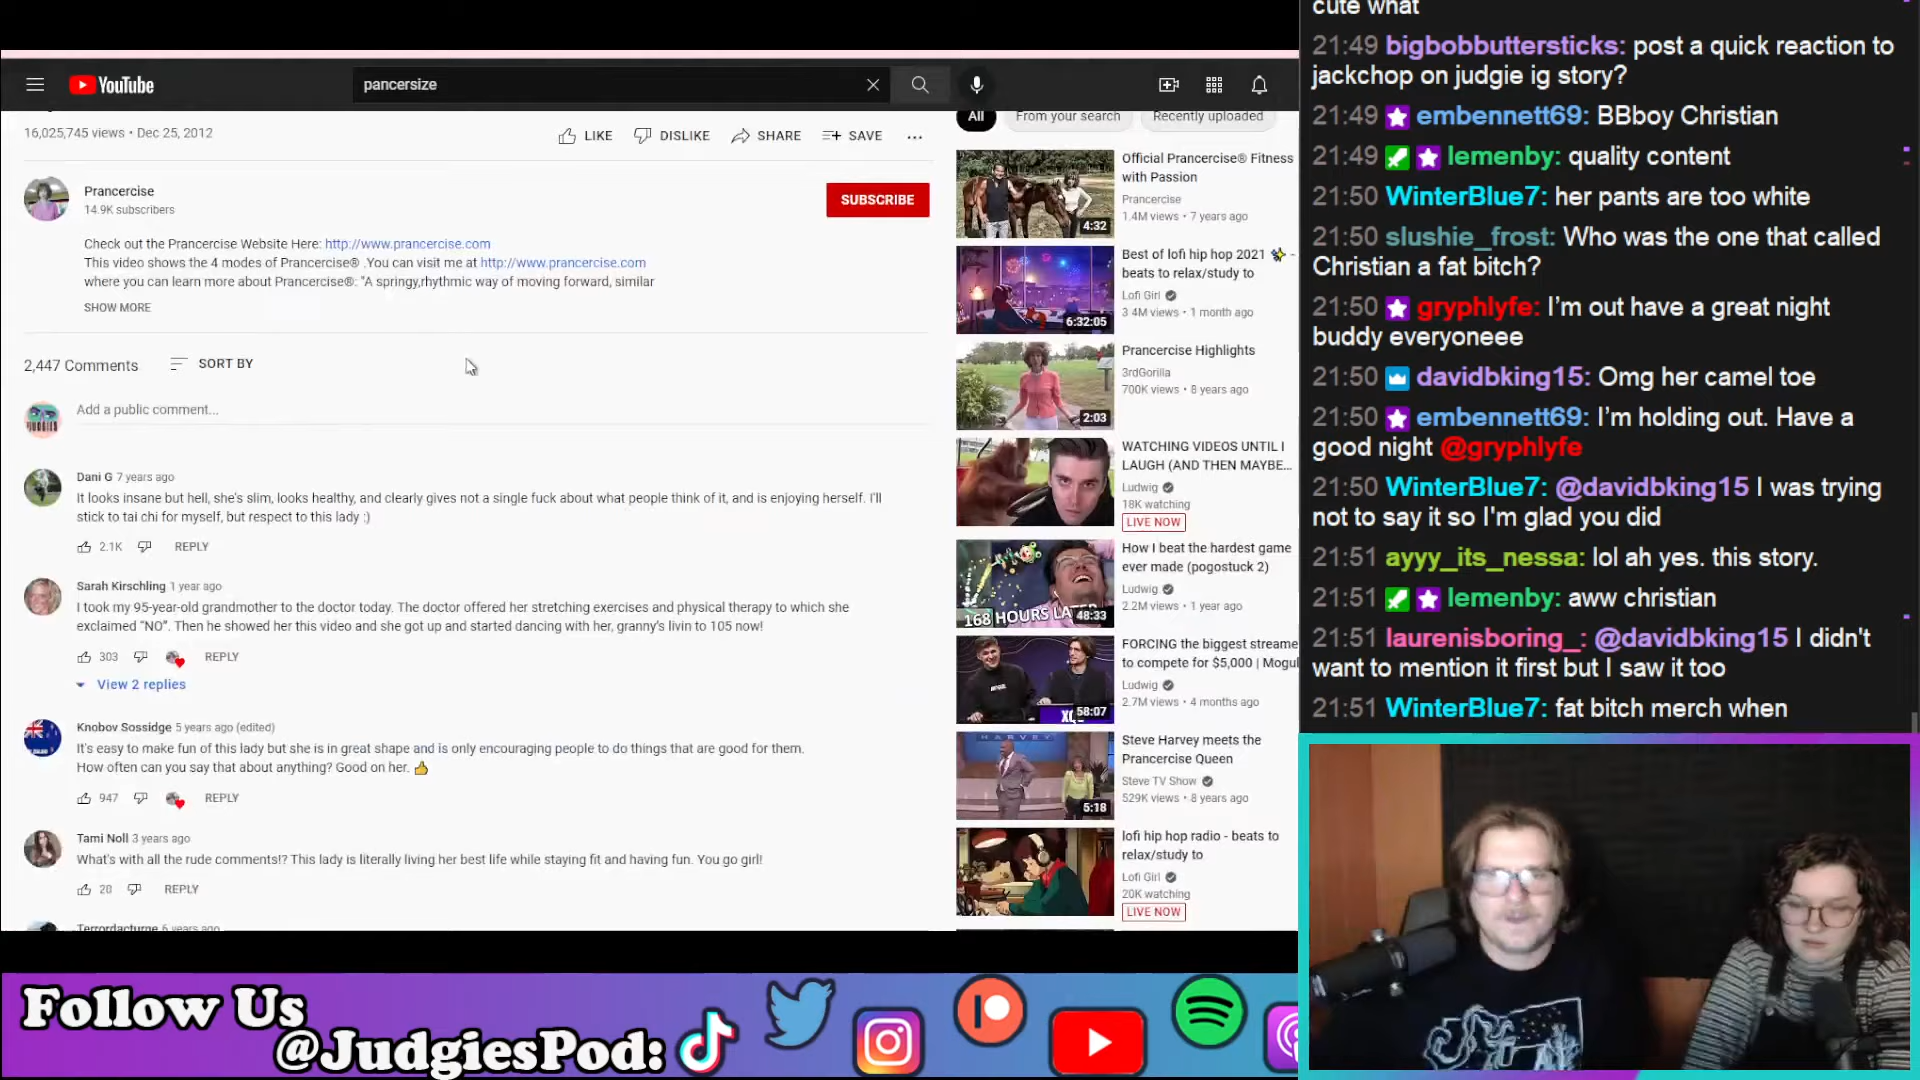 YouTube
pancersize
16,025,745 views • Dec 25, 2012
LIKE
DISLIKE
SHARE
SAVE
Prancercise
14.9K subscribers
SUBSCRIBE
Check out the Prancercise Website Here: http://www.prancercise.com
This video shows the 4 modes of Prancercise® .You can visit me at http://www.prancercise.com
where you can learn more about Prancercise®: "A springy,rhythmic way of moving forward, similar
SHOW MORE
2,447 Comments
SORT BY
Add a public comment...
JUDGIES
Dani G 7 years ago
It looks insane but hell, she's slim, looks healthy, and clearly gives not a single fuck about what people think of it, and is enjoying herself. I'll
stick to tai chi for myself, but respect to this lady ;)
2.1K
REPLY
Sarah Kirschling 1 year ago
I took my 95-year-old grandmother to the doctor today. The doctor offered her stretching exercises and physical therapy to which she
exclaimed “NO”. Then he showed her this video and she got up and started dancing with her, granny's livin to 105 now!
303
REPLY
View 2 replies
Knobov Sossidge 5 years ago (edited)
It's easy to make fun of this lady but she is in great shape and is only encouraging people to do things that are good for them.
How often can you say that about anything? Good on her. 👍
947
REPLY
Tami Noll 3 years ago
What's with all the rude comments!? This lady is literally living her best life while staying fit and having fun. You go girl!
20
REPLY
Terrordacturne 6 years ago
All
From your search
Recently uploaded
Official Prancercise® Fitness
with Passion
Prancercise
1.4M views • 7 years ago
4:32
Best of lofi hip hop 2021 ✨ -
beats to relax/study to
Lofi Girl
3.4M views • 1 month ago
6:32:05
Prancercise Highlights
3rdGorilla
700K views • 8 years ago
2:03
WATCHING VIDEOS UNTIL I
LAUGH (AND THEN MAYBE...
Ludwig
18K watching
LIVE NOW
How I beat the hardest game
ever made (pogostuck 2)
Ludwig
2.2M views • 1 year ago
168 HOURS LATER
48:33
FORCING the biggest streame
to compete for $5,000 | Mogul
Ludwig
2.7M views • 4 months ago
58:07
Steve Harvey meets the
Prancercise Queen
Steve TV Show
529K views • 8 years ago
HARVEY
5:18
lofi hip hop radio - beats to
relax/study to
Lofi Girl
20K watching
LIVE NOW
cute what
21:49 bigbobbuttersticks: post a quick reaction to
jackchop on judgie ig story?
21:49 embennett69: BBboy Christian
21:49 lemenby: quality content
21:50 WinterBlue7: her pants are too white
21:50 slushie_frost: Who was the one that called
Christian a fat bitch?
21:50 gryphlyfe: I’m out have a great night
buddy everyoneee
21:50 davidbking15: Omg her camel toe
21:50 embennett69: I’m holding out. Have a
good night @gryphlyfe
21:50 WinterBlue7: @davidbking15 I was trying
not to say it so I'm glad you did
21:51 ayyy_its_nessa: lol ah yes. this story.
21:51 lemenby: aww christian
21:51 laurenisboring_: @davidbking15 I didn't
want to mention it first but I saw it too
21:51 WinterBlue7: fat bitch merch when
Follow Us
@JudgiesPod: